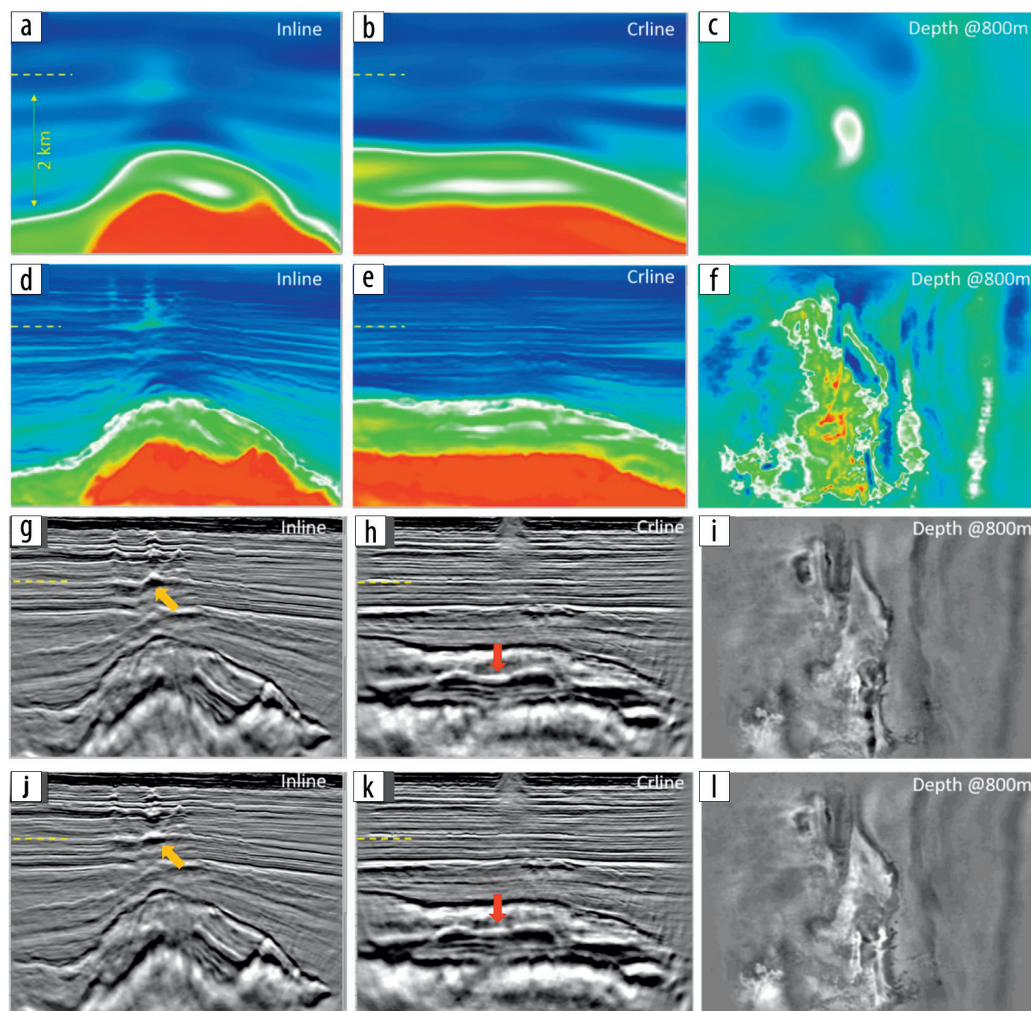 a
Inline
b
Crline
c
Depth @800m
2 km
d
Inline
e
Crline
f
Depth @800m
g
Inline
h
Crline
i
Depth @800m
j
Inline
k
Crline
l
Depth @800m